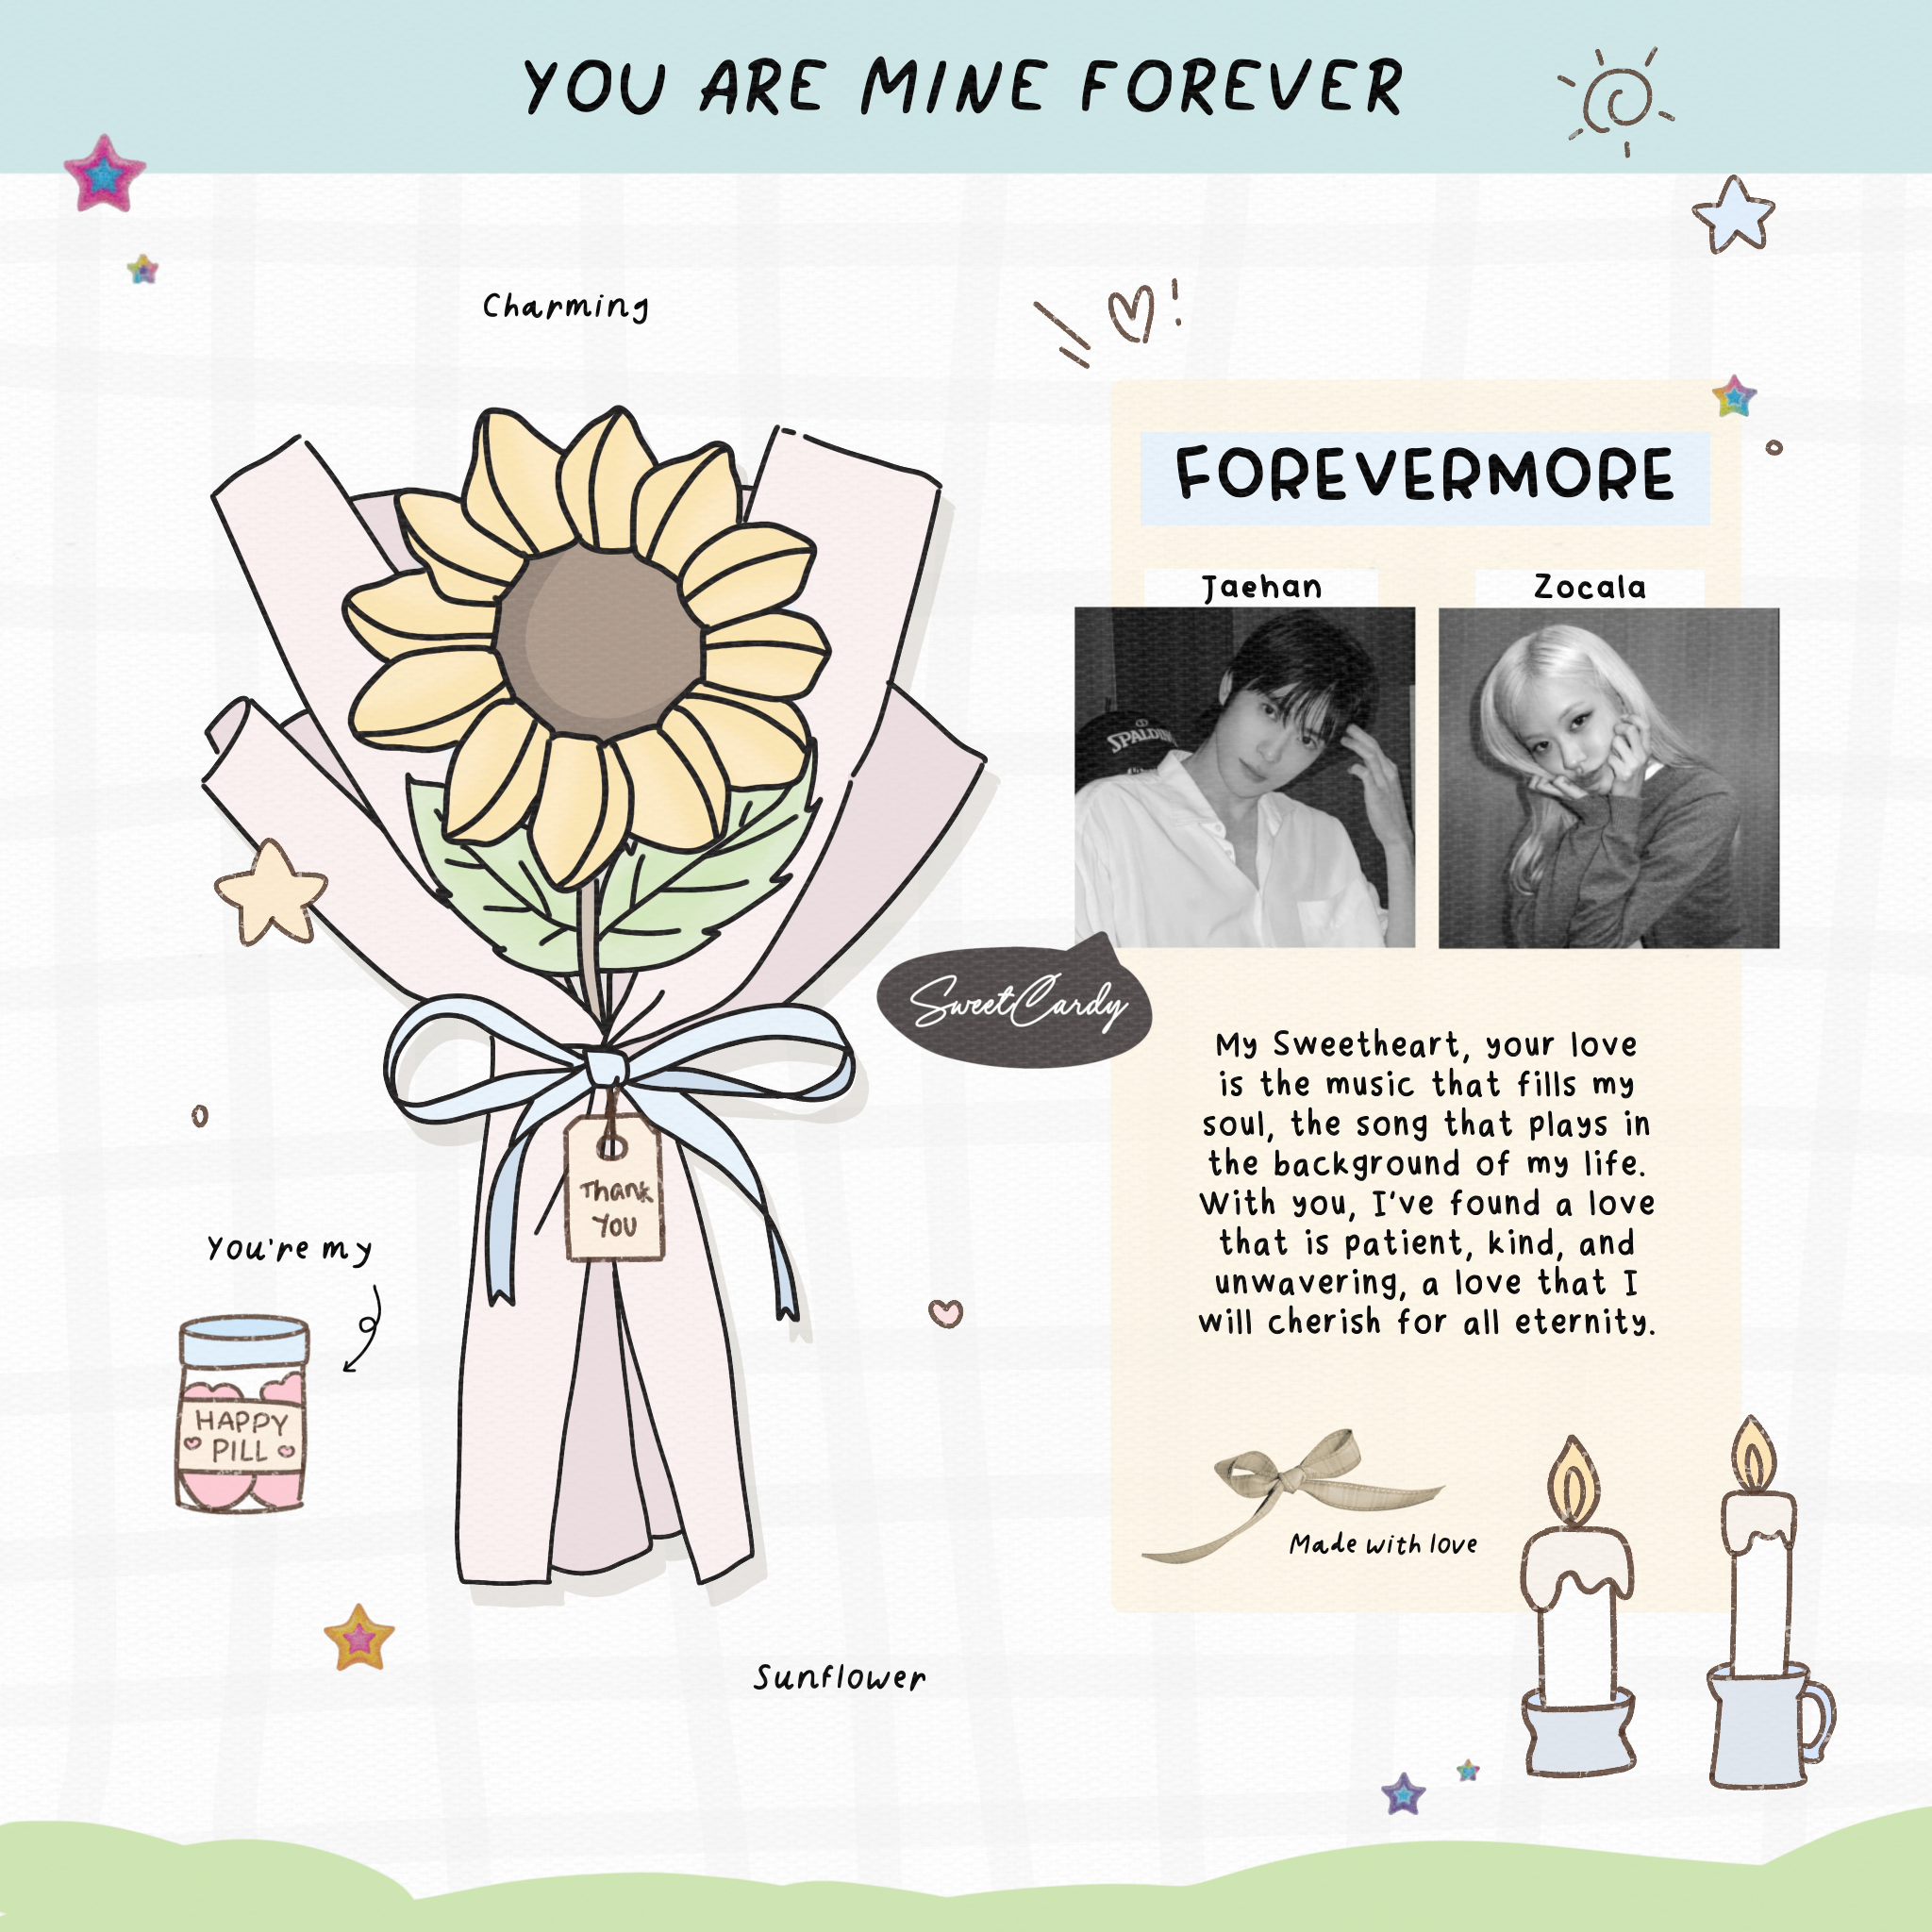 YOU ARE MINE FOREVER
Charming
FOREVERMORE
Jaehan
Zocala
SPALDIN
SweetCardy
My Sweetheart, your love
is the music that fills my
soul, the song that plays in
the background of my life.
With you, I've found a love
that is patient, kind, and
unwavering, a love that I
will cherish for all eternity.
Thank
You
You're my
HAPPY
PILL
Made with love
Sunflower